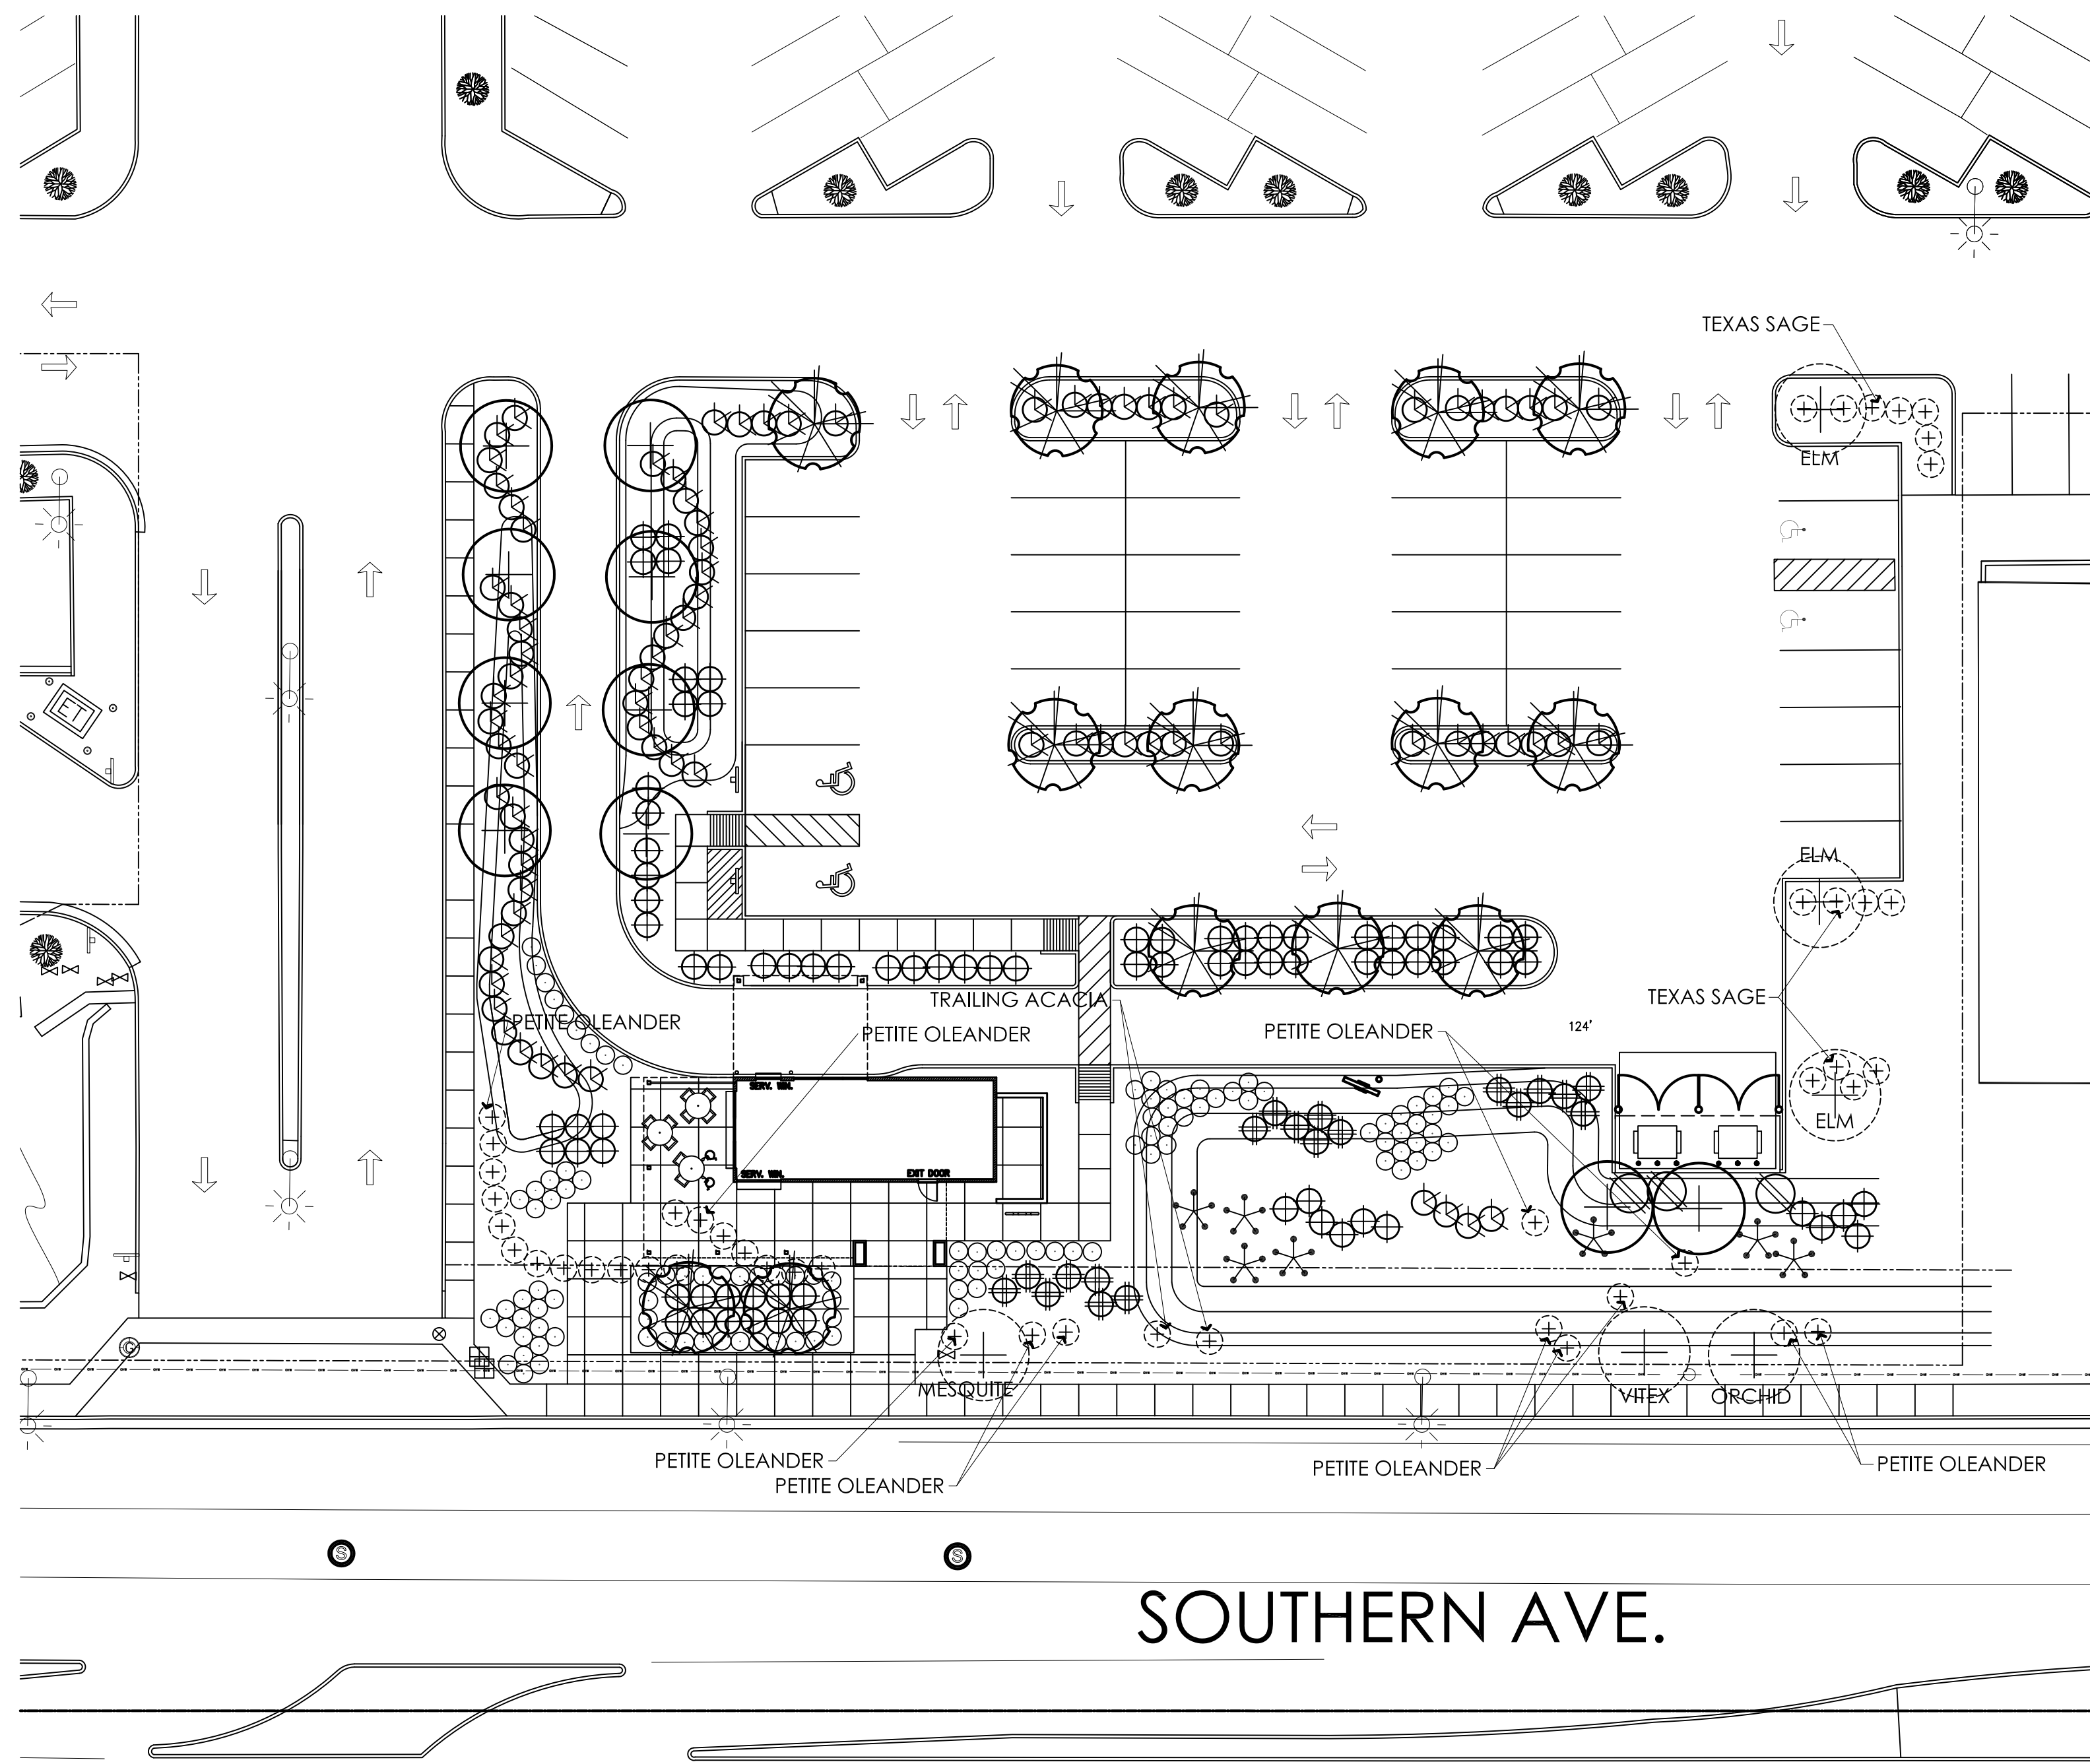 TEXAS SAGE
ELM
ET
ELM
TEXAS SAGE
TRAILING ACACIA
PETITE OLEANDER
PETITE OLEANDER
PETITE OLEANDER
124'
SERV. WIN.
ELM
SERV. WIN.
EXIT DOOR
G
MESQUITE
VITEX
ORCHID
PETITE OLEANDER
PETITE OLEANDER
PETITE OLEANDER
PETITE OLEANDER
S
S
SOUTHERN AVE.